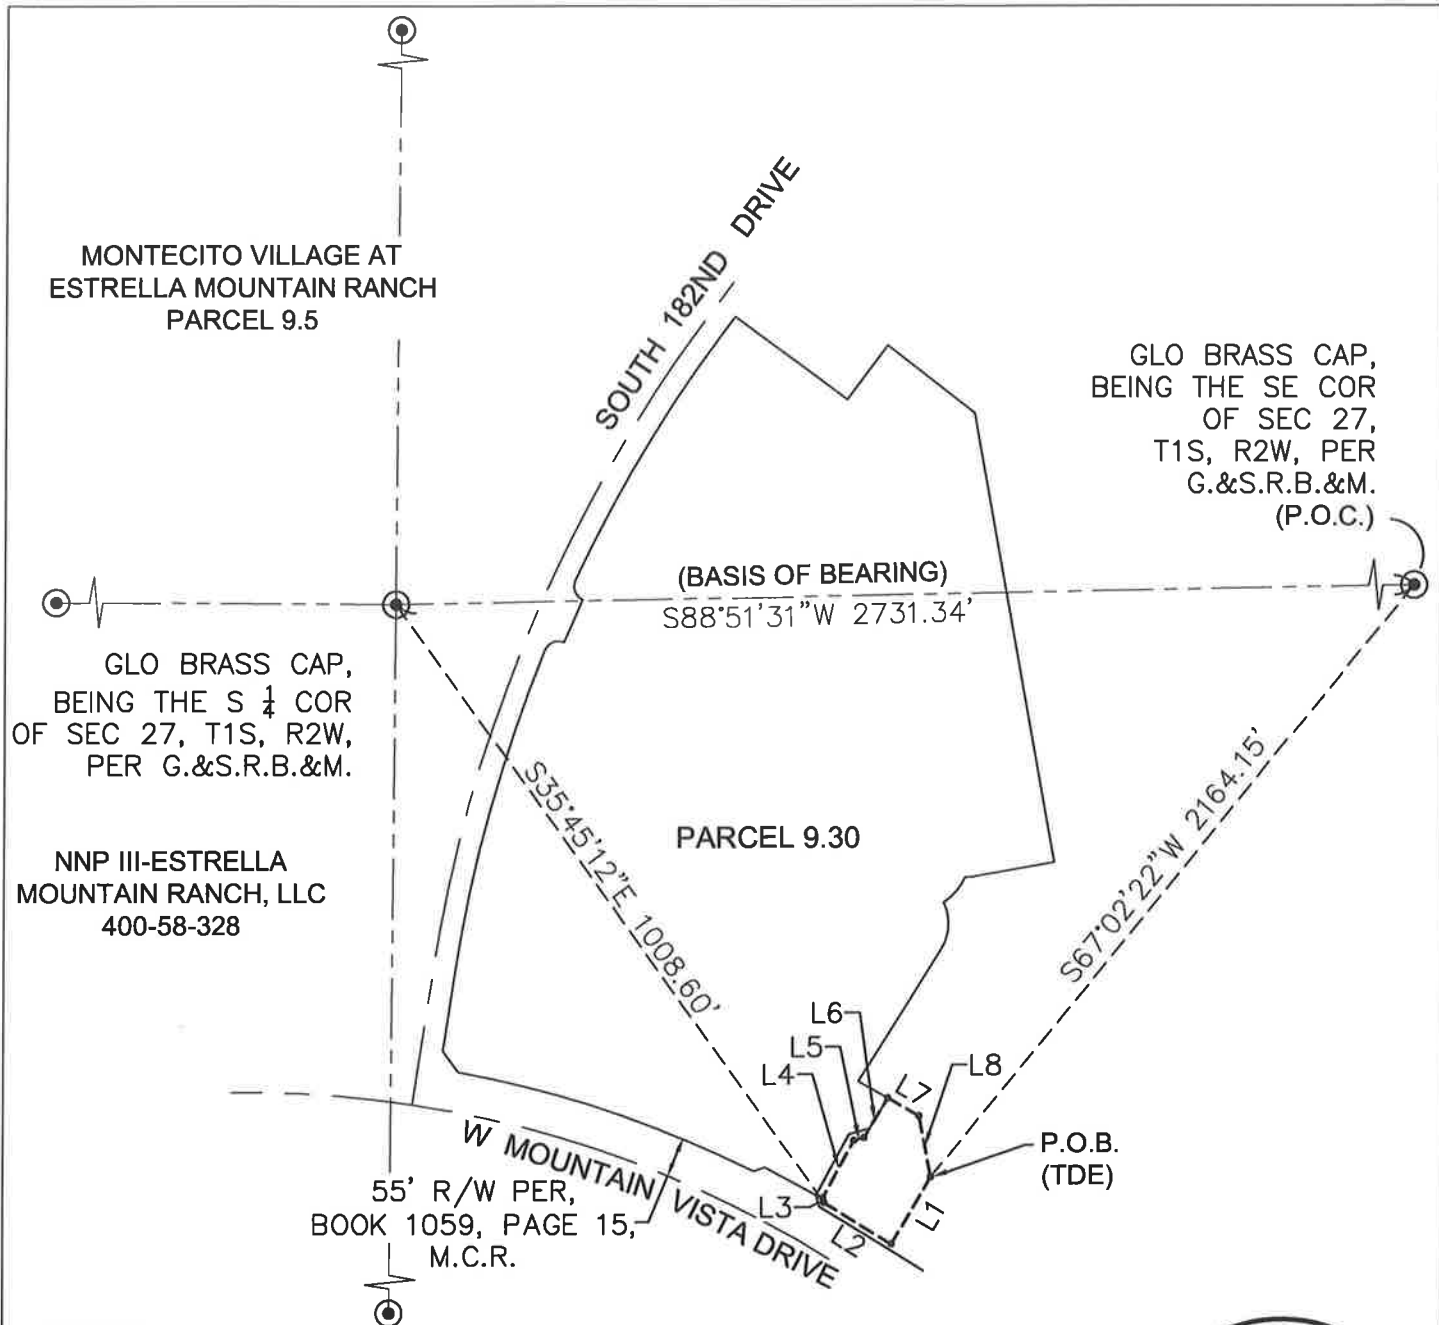 MONTECITO VILLAGE AT
ESTRELLA MOUNTAIN RANCH
PARCEL 9.5
SOUTH 182ND DRIVE
GLO BRASS CAP,
BEING THE SE COR
OF SEC 27,
T1S, R2W, PER
G.&S.R.B.&M.
(P.O.C.)
(BASIS OF BEARING)
S88°51'31"W 2731.34'
GLO BRASS CAP,
BEING THE S 1/4 COR
OF SEC 27, T1S, R2W,
PER G.&S.R.B.&M.
S35°45'12"E 1008.60'
S67°02'22"W 2164.15'
PARCEL 9.30
NNP III-ESTRELLA
MOUNTAIN RANCH, LLC
400-58-328
L6
L5
L4
L7
L8
P.O.B.
(TDE)
L3
L2
L1
W MOUNTAIN VISTA DRIVE
55' R/W PER,
BOOK 1059, PAGE 15,
M.C.R.